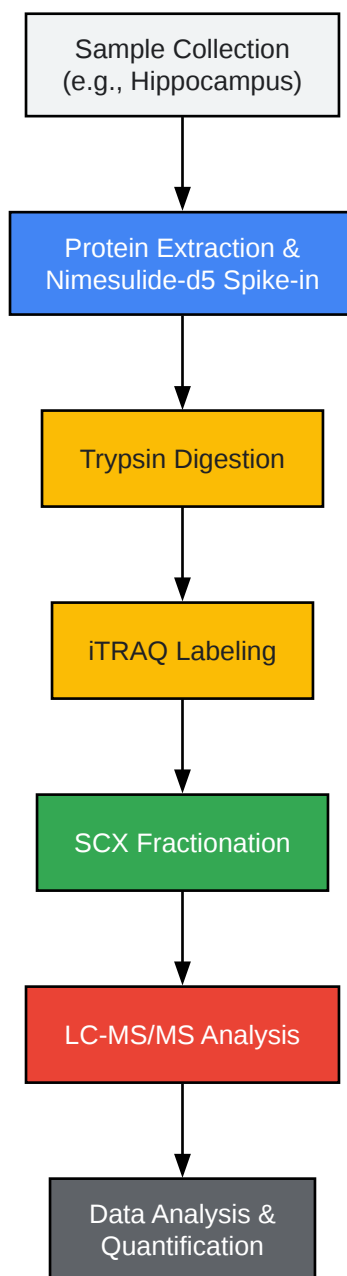 Sample Collection
(e.g., Hippocampus)
Protein Extraction &
Nimesulide-d5 Spike-in
Trypsin Digestion
iTRAQ Labeling
SCX Fractionation
LC-MS/MS Analysis
Data Analysis &
Quantification